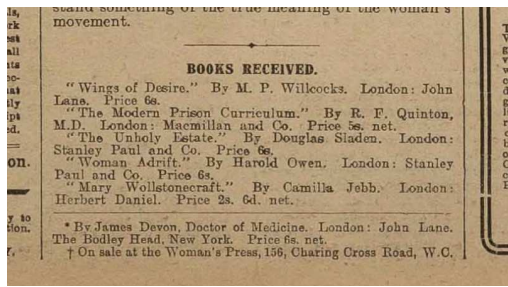 stand something of the true meaning of the woman's
movement.
BOOKS RECEIVED.
"Wings of Desire." By M. P. Willcocks. London: John
Lane. Price 6s.
"The Modern Prison Curriculum." By R. F. Quinton,
M.D. London: Macmillan and Co. Price 5s. net.
"The Unholy Estate." By Douglas Sladen. London:
Stanley Paul and Co. Price 6s.
"Woman Adrift." By Harold Owen. London: Stanley
Paul and Co. Price 6s.
"Mary Wollstonecraft." By Camilla Jebb. London:
Herbert Daniel. Price 2s. 6d. net.
* By James Devon, Doctor of Medicine. London: John Lane.
The Bodley Head, New York. Price 6s. net.
† On sale at the Woman's Press, 156, Charing Cross Road, W.C.